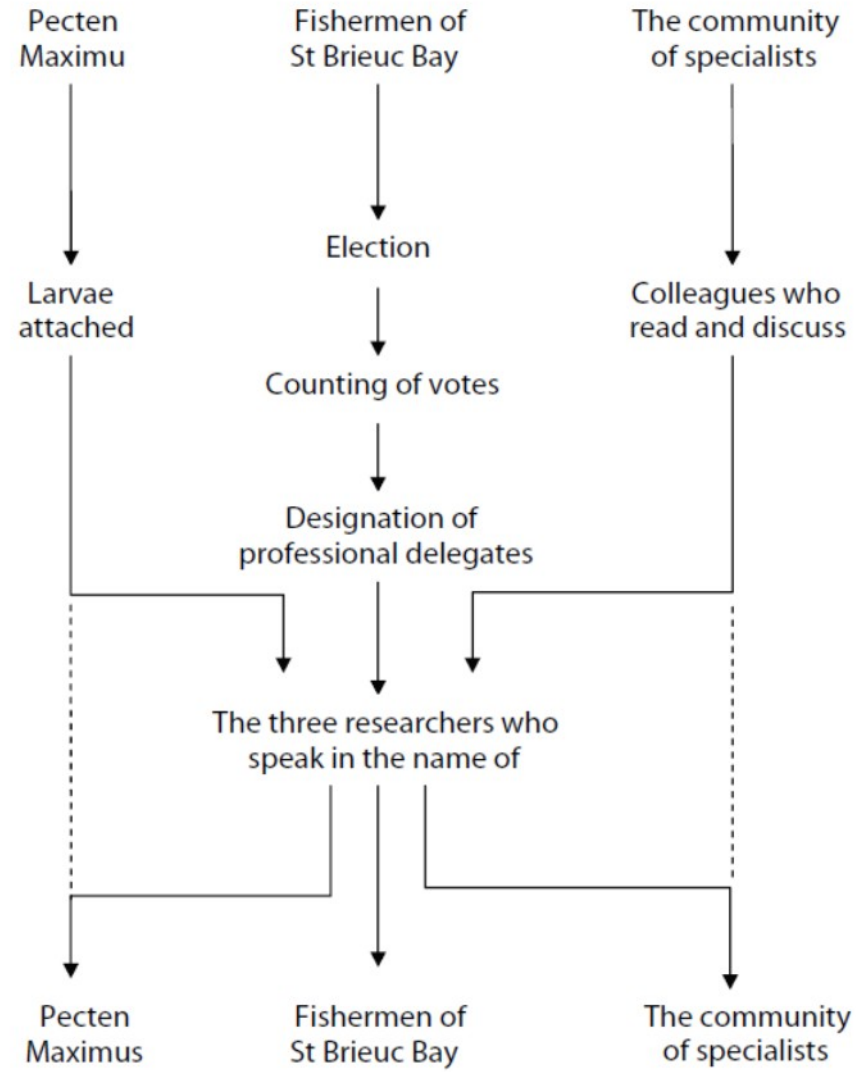 Pecten
Maximu
Fishermen of
St Brieuc Bay
The community
of specialists
Election
Larvae
attached
Colleagues who
read and discuss
Counting of votes
Designation of
professional delegates
The three researchers who
speak in the name of
Pecten
Maximus
Fishermen of
St Brieuc Bay
The community
of specialists